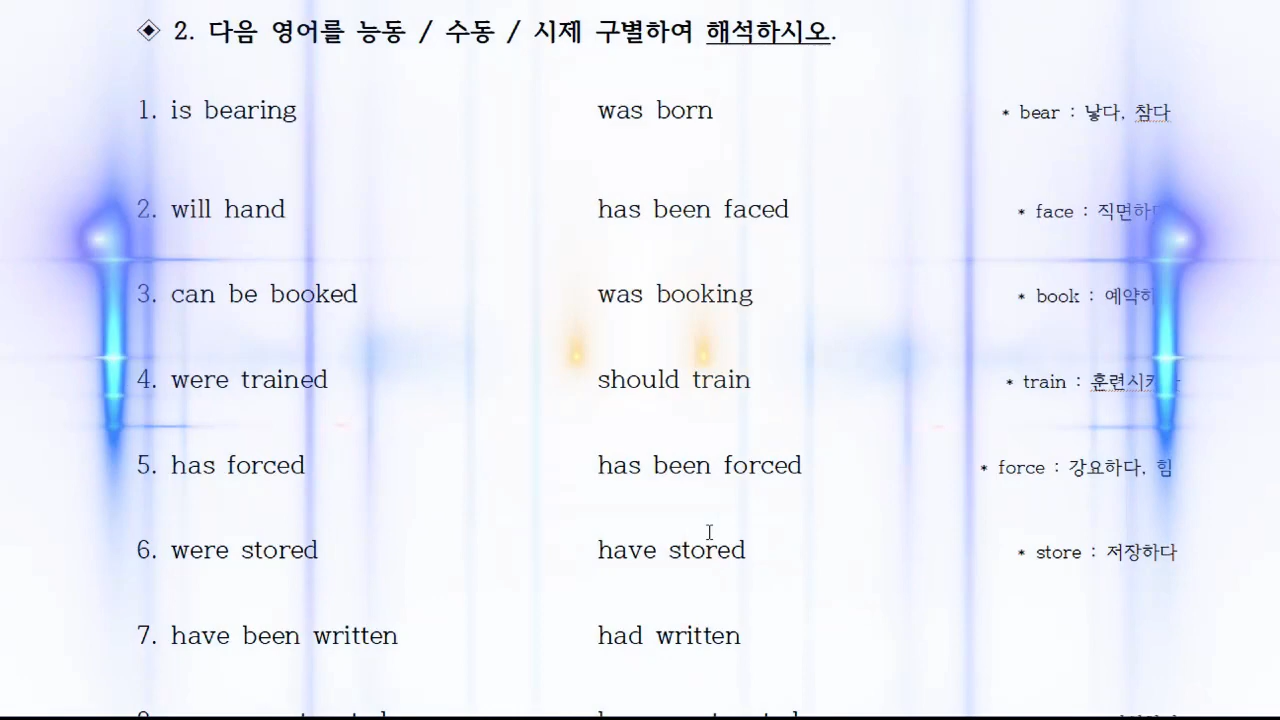 ◈ 2. 다음 영어를 능동 / 수동 / 시제 구별하여 해석하시오.
1. is bearing was born * bear : 낳다, 참다
2. will hand has been faced * face :
3. can be booked was booking * book :
4. were trained should train * train :
5. has forced has been forced * force : 강요하다, 힘
6. were stored have stored * store : 저장하다
7. have been written had written